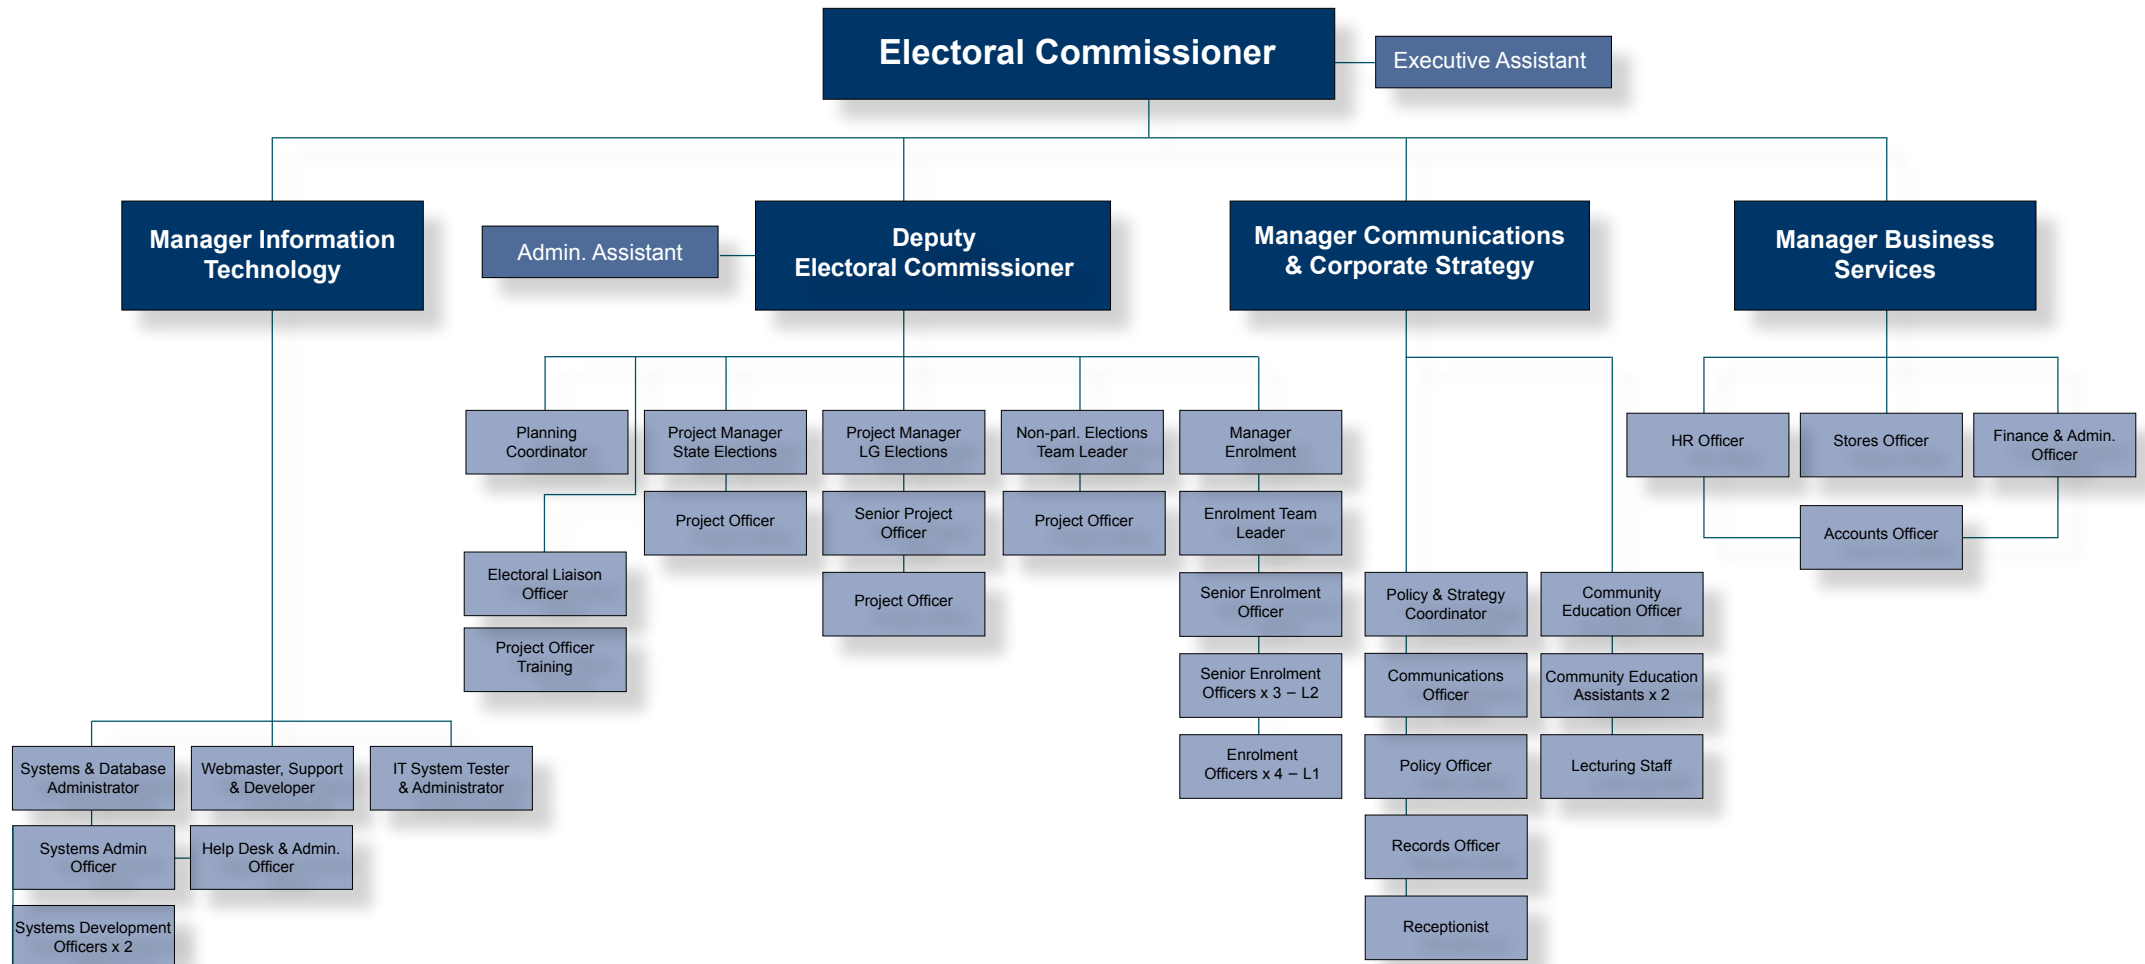 Electoral Commissioner
Executive Assistant
Manager Information
Technology
Admin. Assistant
Deputy
Electoral Commissioner
Manager Communications
& Corporate Strategy
Manager Business
Services
Planning
Coordinator
Project Manager
State Elections
Project Manager
LG Elections
Non-parl. Elections
Team Leader
Manager
Enrolment
HR Officer
Stores Officer
Finance & Admin.
Officer
Project Officer
Senior Project
Officer
Project Officer
Enrolment Team
Leader
Accounts Officer
Electoral Liaison
Officer
Project Officer
Senior Enrolment
Officer
Policy & Strategy
Coordinator
Community
Education Officer
Project Officer
Training
Senior Enrolment
Officers x 3 – L2
Communications
Officer
Community Education
Assistants x 2
Systems & Database
Administrator
Webmaster, Support
& Developer
IT System Tester
& Administrator
Enrolment
Officers x 4 – L1
Policy Officer
Lecturing Staff
Systems Admin
Officer
Help Desk & Admin.
Officer
Records Officer
Systems Development
Officers x 2
Receptionist